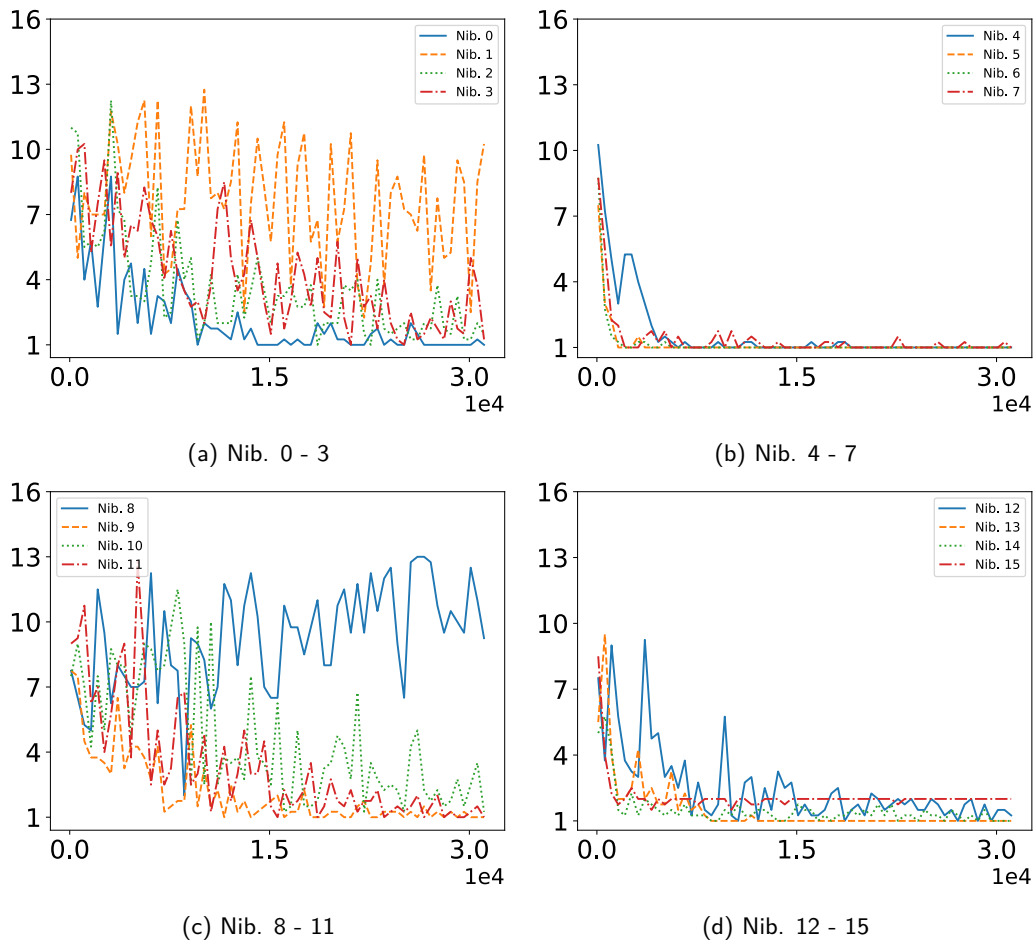 16
13
10
7
4
1
0.0 1.5 3.0
1e4
Nib. 0
Nib. 1
Nib. 2
Nib. 3
(a) Nib. 0 - 3
16
13
10
7
4
1
0.0 1.5 3.0
1e4
Nib. 4
Nib. 5
Nib. 6
Nib. 7
(b) Nib. 4 - 7
16
13
10
7
4
1
0.0 1.5 3.0
1e4
Nib. 8
Nib. 9
Nib. 10
Nib. 11
(c) Nib. 8 - 11
16
13
10
7
4
1
0.0 1.5 3.0
1e4
Nib. 12
Nib. 13
Nib. 14
Nib. 15
(d) Nib. 12 - 15